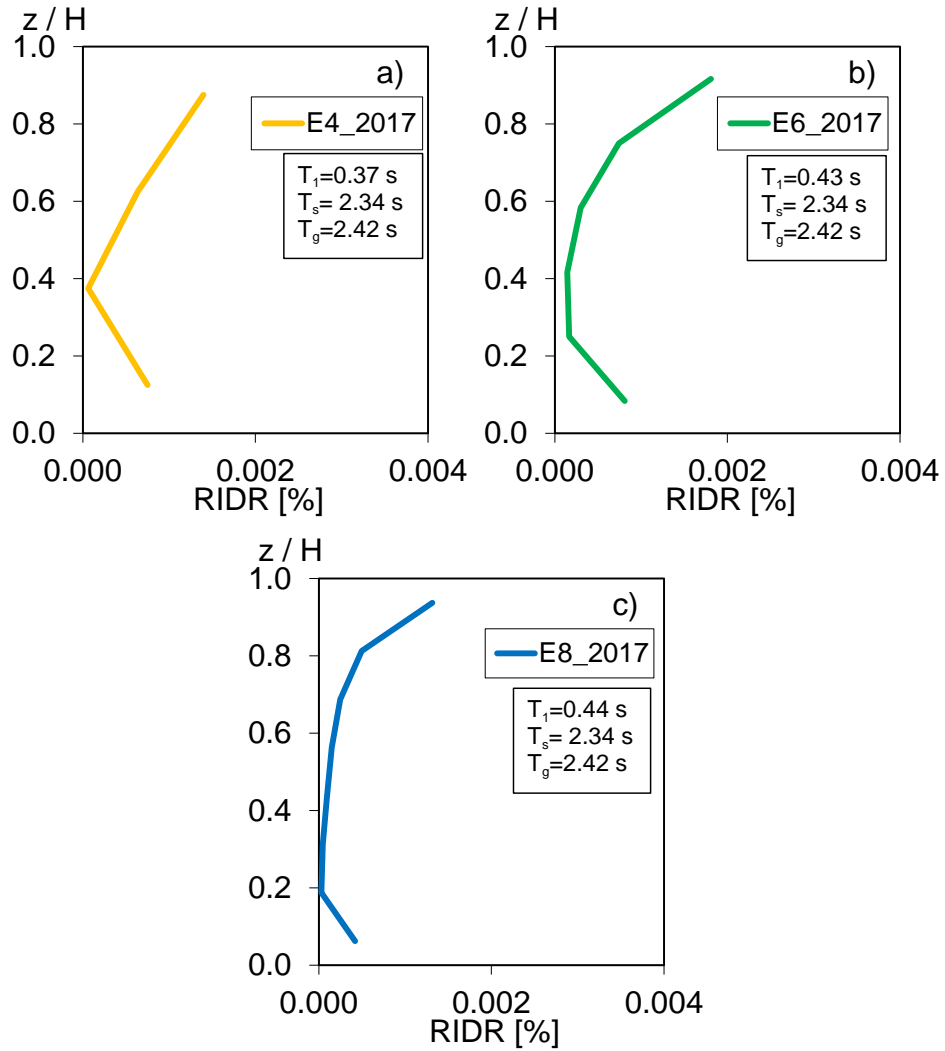 z / H
a)
1.0
0.8
0.6
0.4
0.2
0.0
E4_2017
T₁=0.37 s
Tₛ= 2.34 s
T_g=2.42 s
0.000 0.002 0.004
RIDR [%]
z / H
b)
1.0
0.8
0.6
0.4
0.2
0.0
E6_2017
T₁=0.43 s
Tₛ= 2.34 s
T_g=2.42 s
0.000 0.002 0.004
RIDR [%]
z / H
c)
1.0
0.8
0.6
0.4
0.2
0.0
E8_2017
T₁=0.44 s
Tₛ= 2.34 s
T_g=2.42 s
0.000 0.002 0.004
RIDR [%]